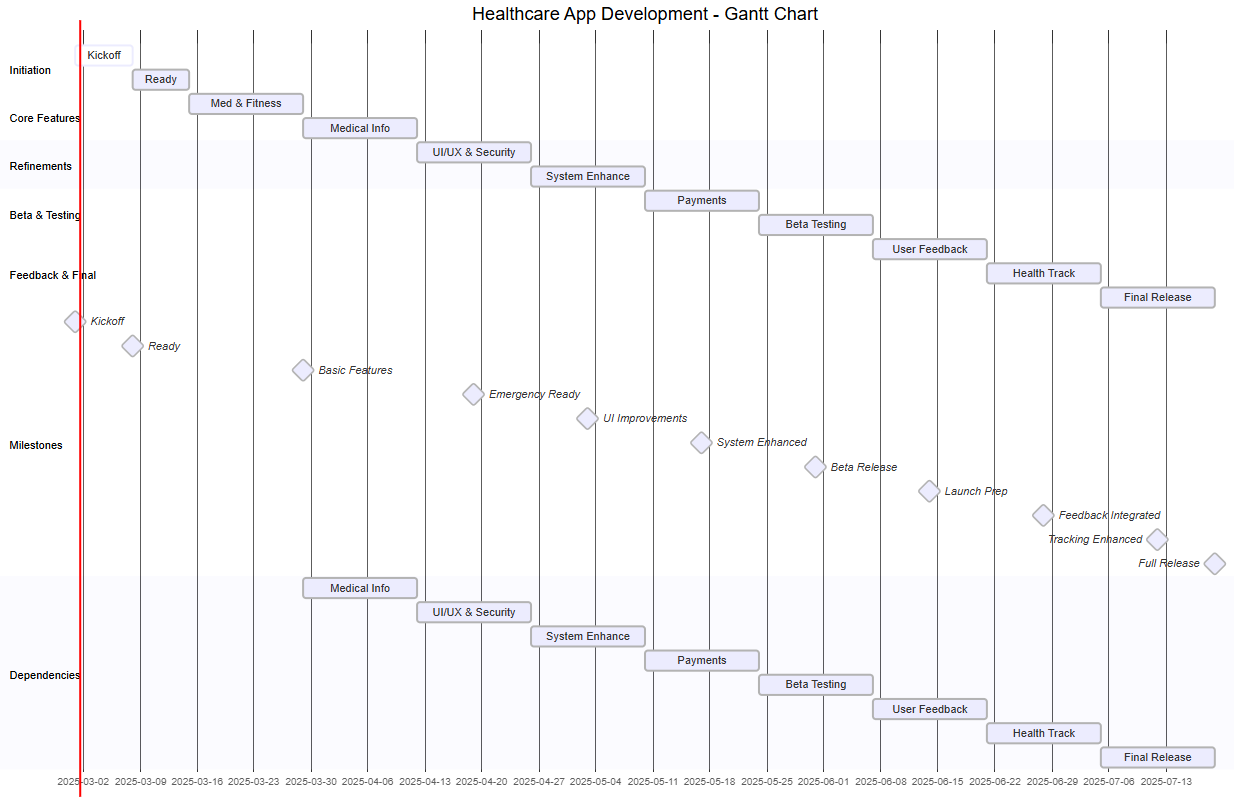 Healthcare App Development - Gantt Chart
Kickoff
Initiation
Ready
Med & Fitness
Core Features
Medical Info
UI/UX & Security
Refinements
System Enhance
Payments
Beta & Testing
Beta Testing
User Feedback
Feedback & Final
Health Track
Final Release
Kickoff
Ready
Basic Features
Emergency Ready
UI Improvements
System Enhanced
Milestones
Beta Release
Launch Prep
Feedback Integrated
Tracking Enhanced
Full Release
Medical Info
UI/UX & Security
System Enhance
Payments
Dependencies
Beta Testing
User Feedback
Health Track
Final Release
2025-03-02 2025-03-09 2025-03-16 2025-03-23 2025-03-30 2025-04-06 2025-04-13 2025-04-20 2025-04-27 2025-05-04 2025-05-11 2025-05-18 2025-05-25 2025-06-01 2025-06-08 2025-06-15 2025-06-22 2025-06-29 2025-07-06 2025-07-13